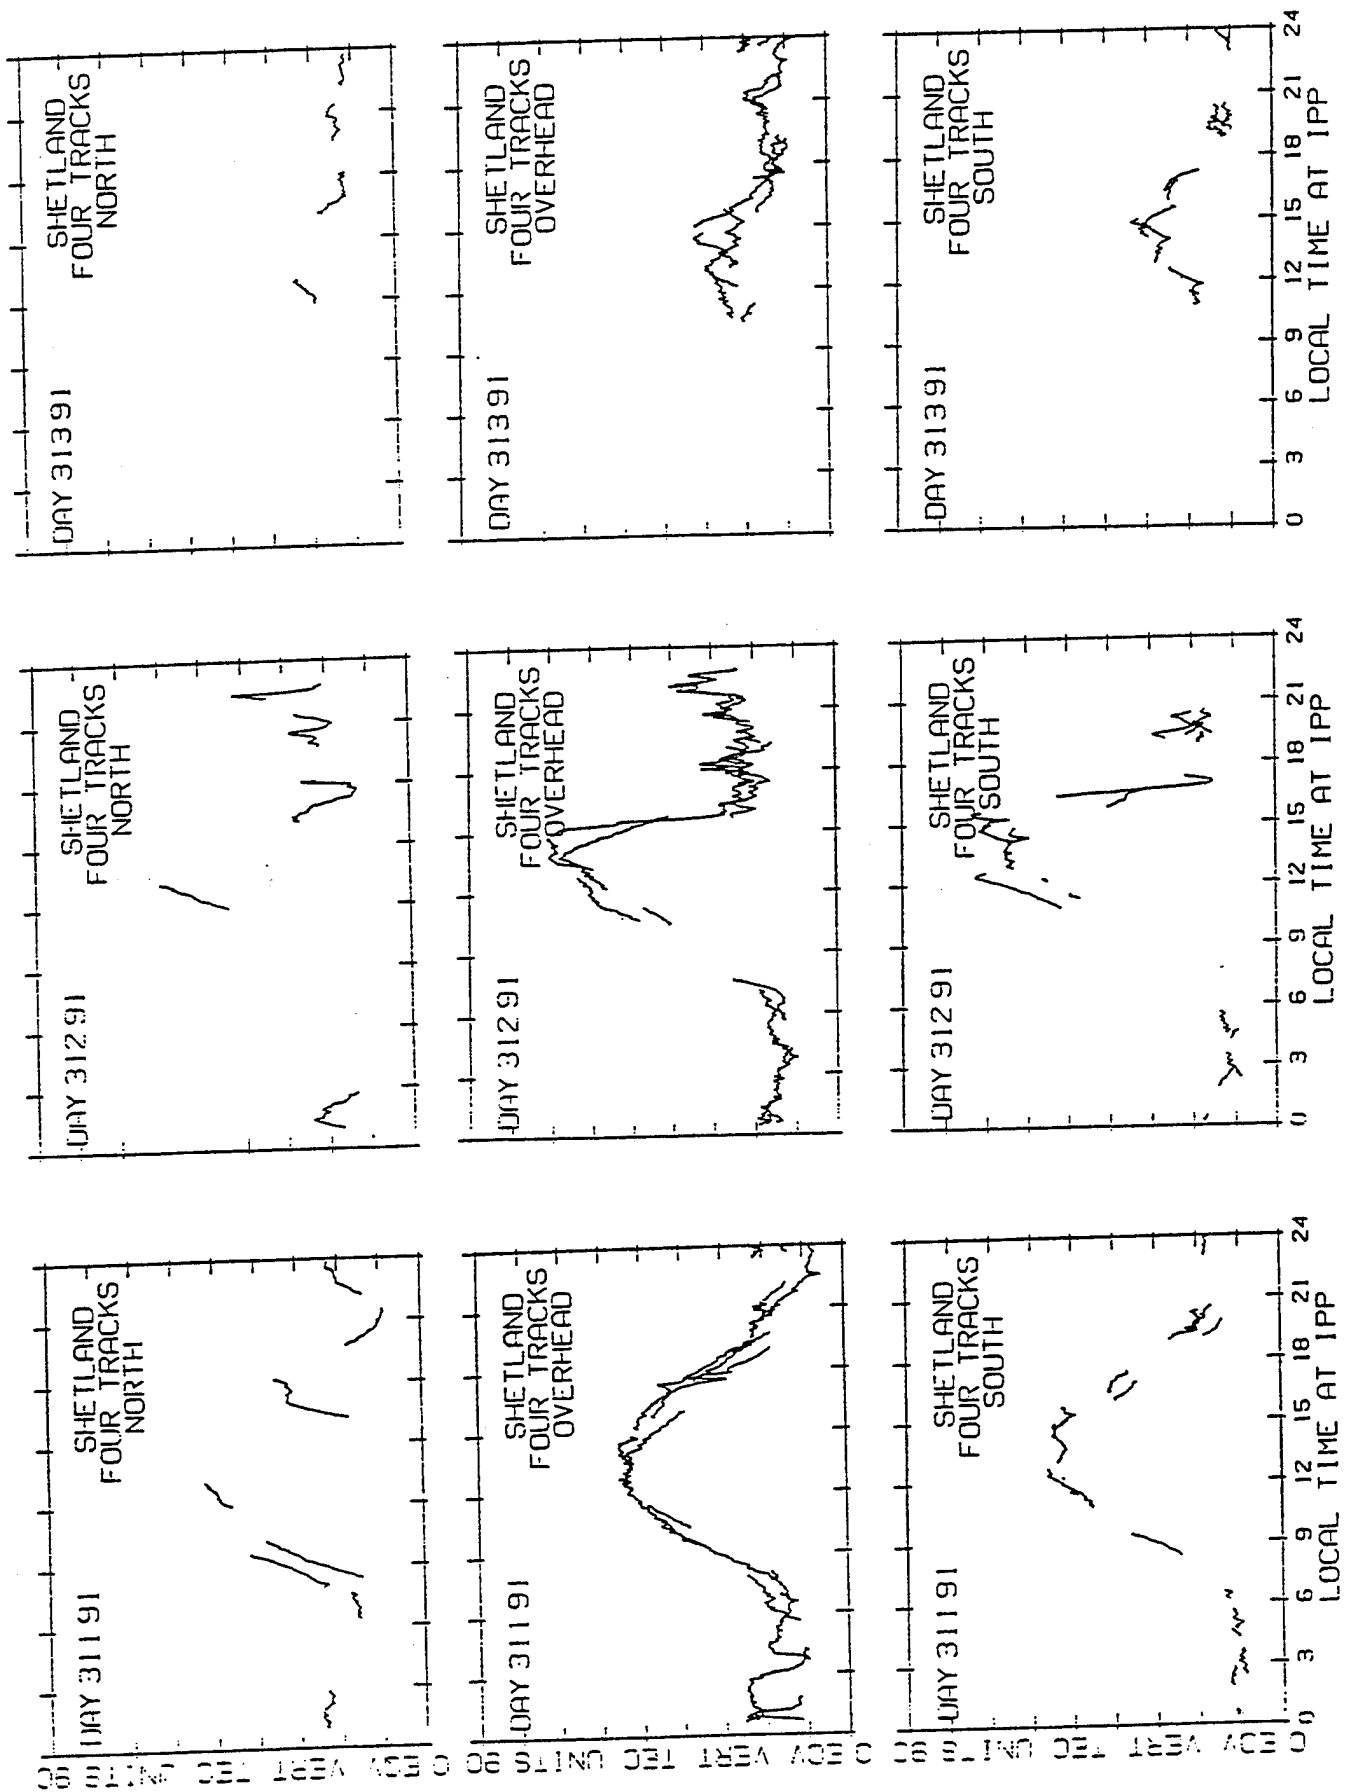 DAY 311 91
SHETLAND
FOUR TRACKS
NORTH
0 EQV VERT TEC UNITS 90
DAY 312 91
SHETLAND
FOUR TRACKS
NORTH
DAY 313 91
SHETLAND
FOUR TRACKS
NORTH
DAY 311 91
SHETLAND
FOUR TRACKS
OVERHEAD
0 EQV VERT TEC UNITS 90
DAY 312 91
SHETLAND
FOUR TRACKS
OVERHEAD
DAY 313 91
SHETLAND
FOUR TRACKS
OVERHEAD
DAY 311 91
SHETLAND
FOUR TRACKS
SOUTH
0 EQV VERT TEC UNITS 90
0 3 6 9 12 15 18 21 24
LOCAL TIME AT IPP
DAY 312 91
SHETLAND
FOUR TRACKS
SOUTH
0 3 6 9 12 15 18 21 24
LOCAL TIME AT IPP
DAY 313 91
SHETLAND
FOUR TRACKS
SOUTH
0 3 6 9 12 15 18 21 24
LOCAL TIME AT IPP